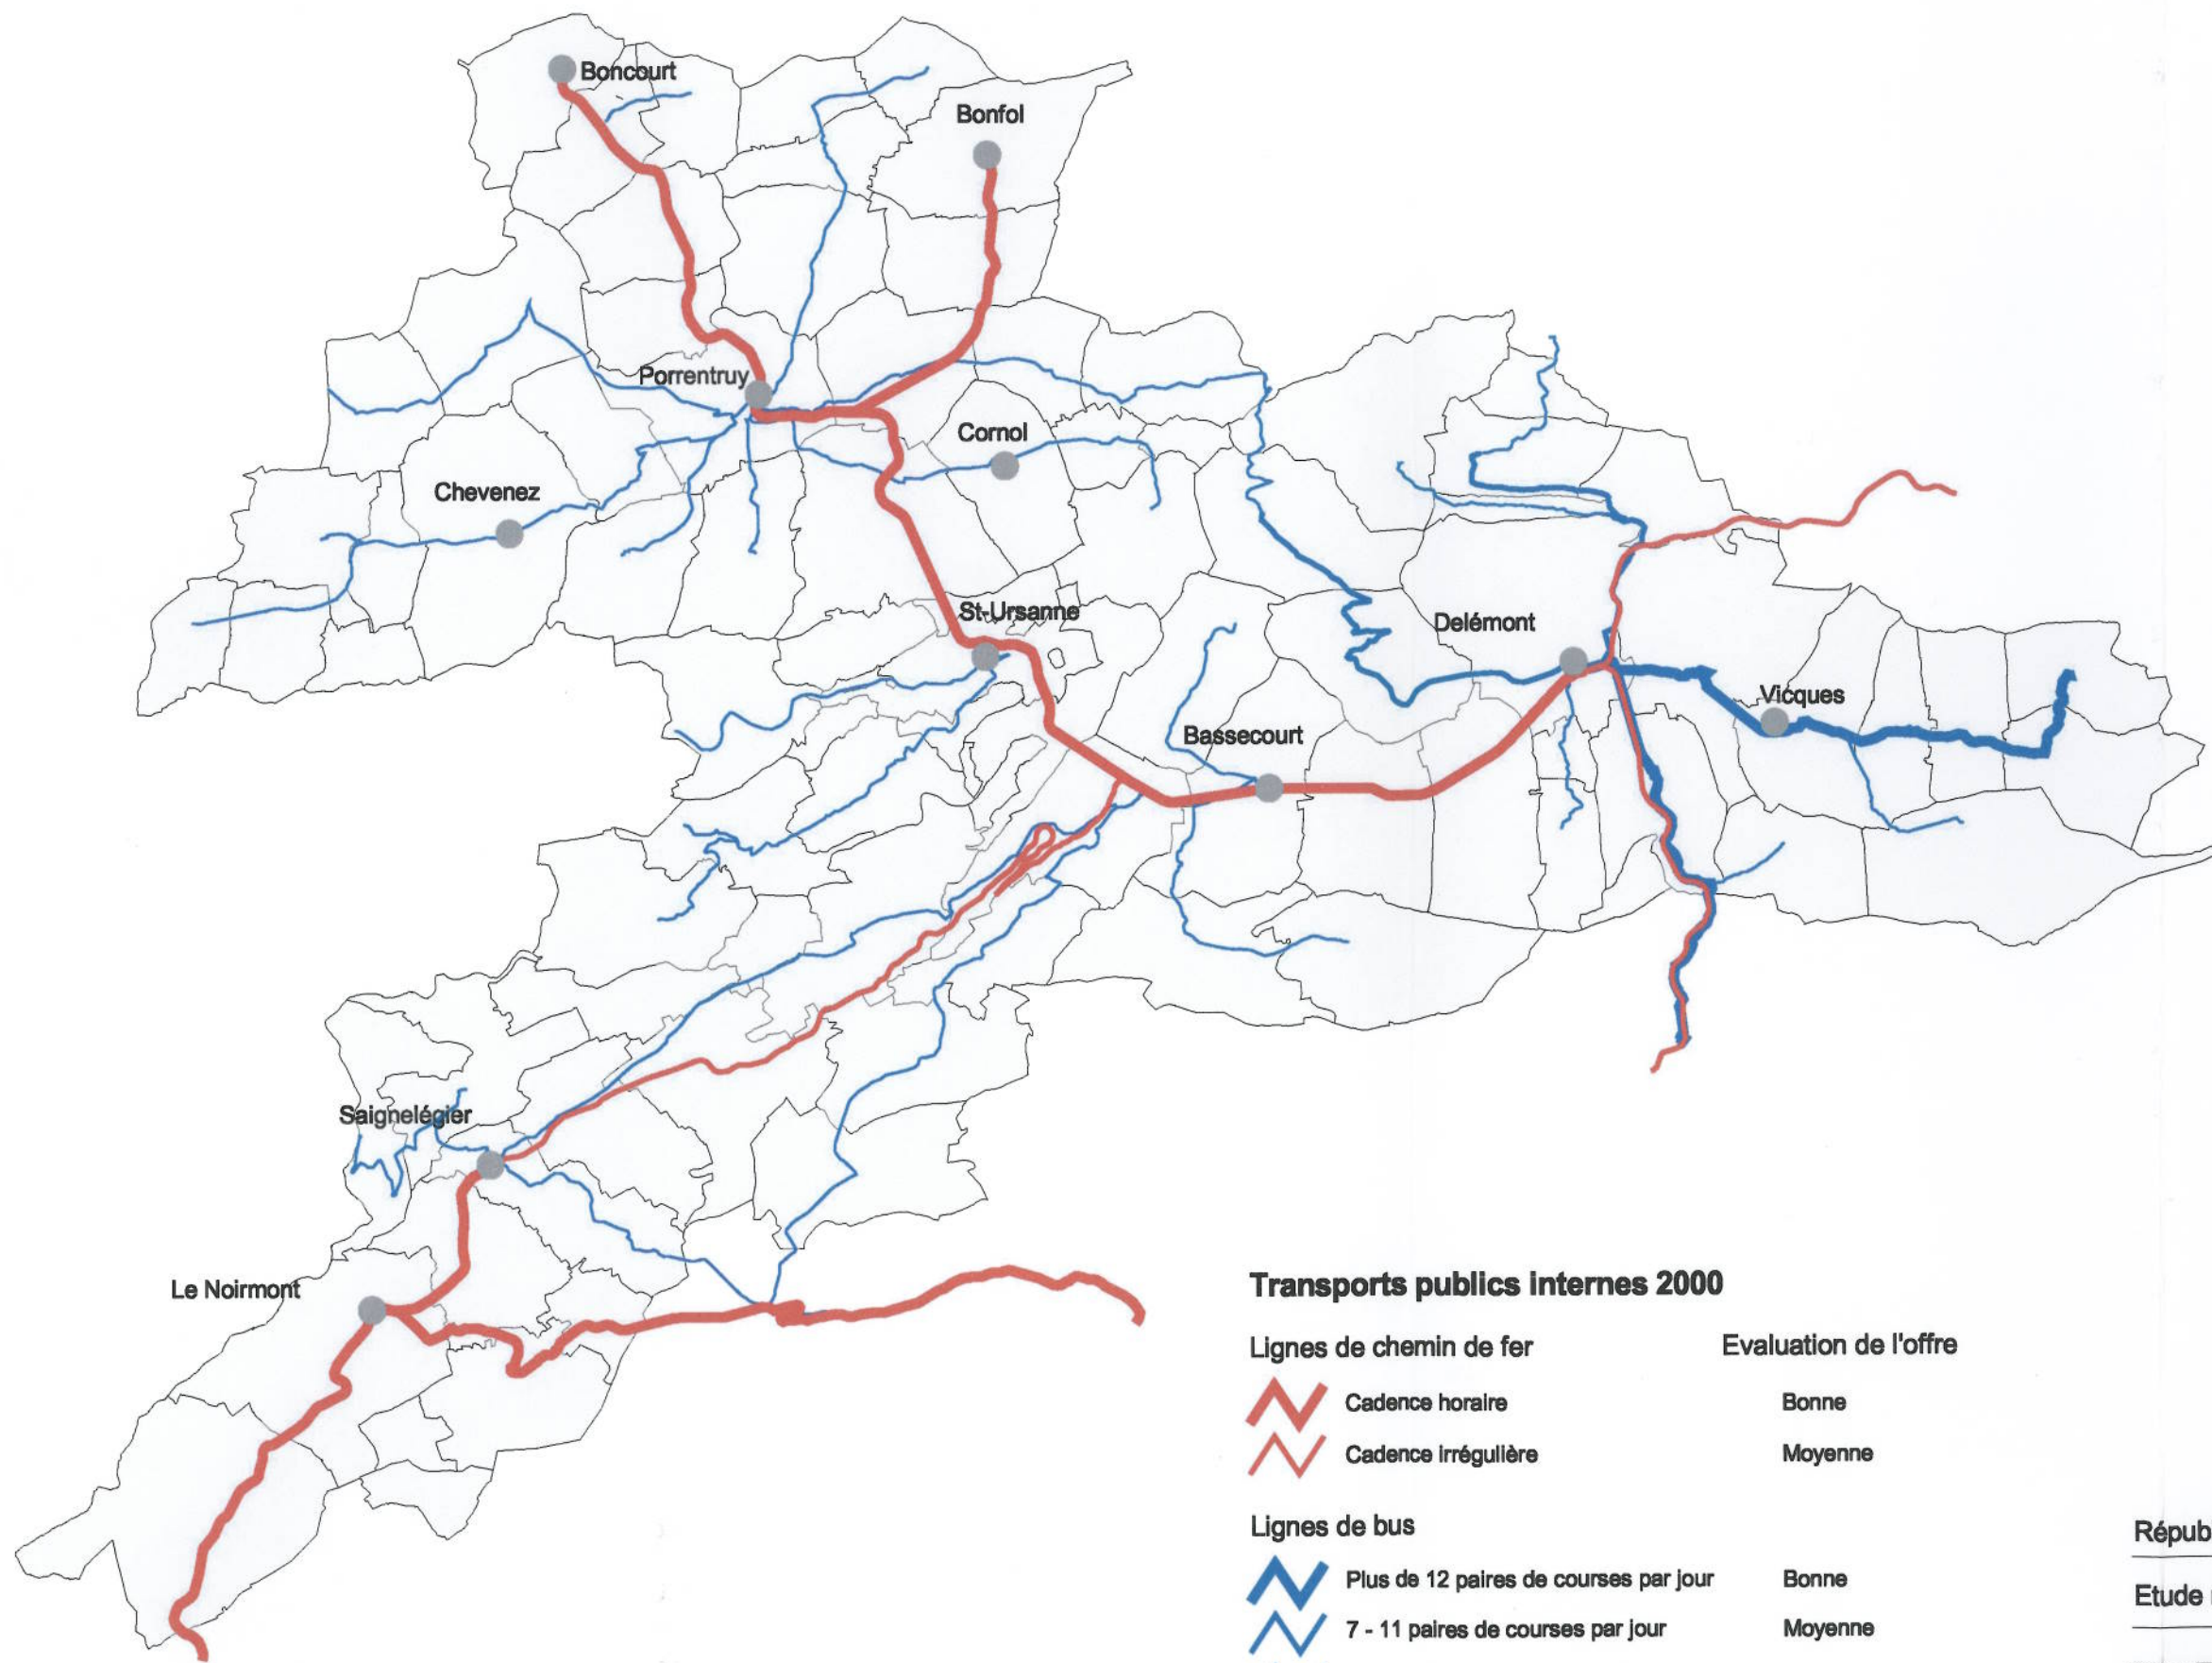 Boncourt
Bonfol
Porrentruy
Cornol
Chevenez
St-Ursanne
Delémont
Vicques
Bassecourt
Saignelégier
Le Noirmont
Transports publics internes 2000
Lignes de chemin de fer
Evaluation de l'offre
Cadence horaire
Bonne
Cadence irrégulière
Moyenne
Lignes de bus
Plus de 12 paires de courses par jour
Bonne
7 - 11 paires de courses par jour
Moyenne
Répub
Etude